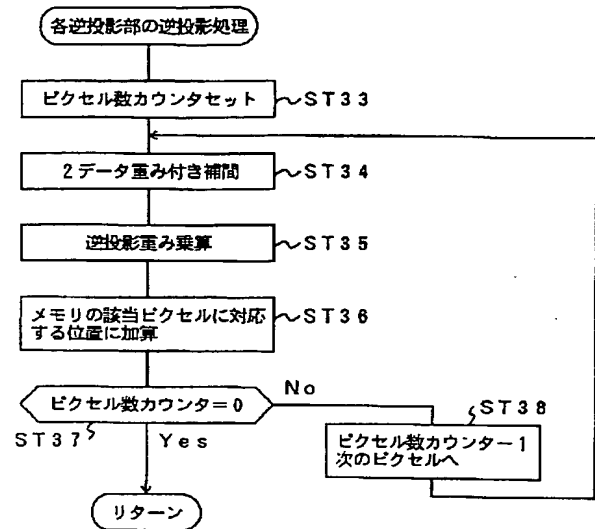 各逆投影部の逆投影処理
ピクセル数カウンタセット
ST33
2データ重み付き補間
ST34
逆投影重み乗算
ST35
メモリの該当ピクセルに対応
する位置に加算
ST36
ピクセル数カウンタ=0
No
ST37
Yes
ST38
ピクセル数カウンター1
次のピクセルへ
リターン